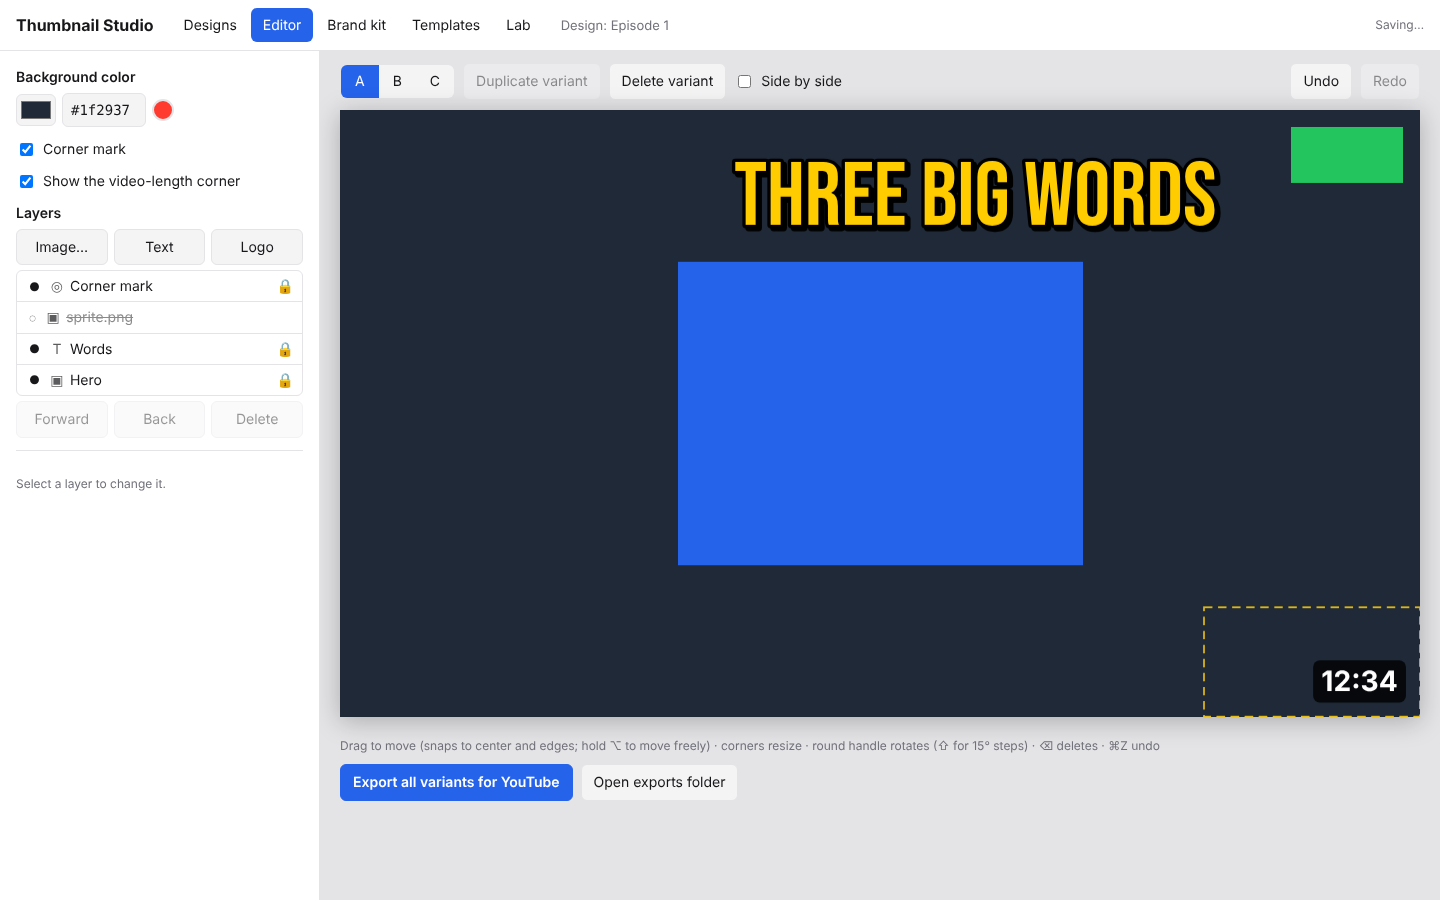 Thumbnail Studio Designs Editor Brand kit Templates Lab Design: Episode 1 Saving...
Background color
#1f2937
Corner mark
Show the video-length corner
Layers
Image... Text Logo
Corner mark
sprite.png
T Words
Hero
Forward Back Delete
Select a layer to change it.
A B C Duplicate variant Delete variant Side by side Undo Redo
THREE BIG WORDS
12:34
Drag to move (snaps to center and edges; hold ⌥ to move freely) · corners resize · round handle rotates (⇧ for 15° steps) · ⌫ deletes · ⌘Z undo
Export all variants for YouTube Open exports folder